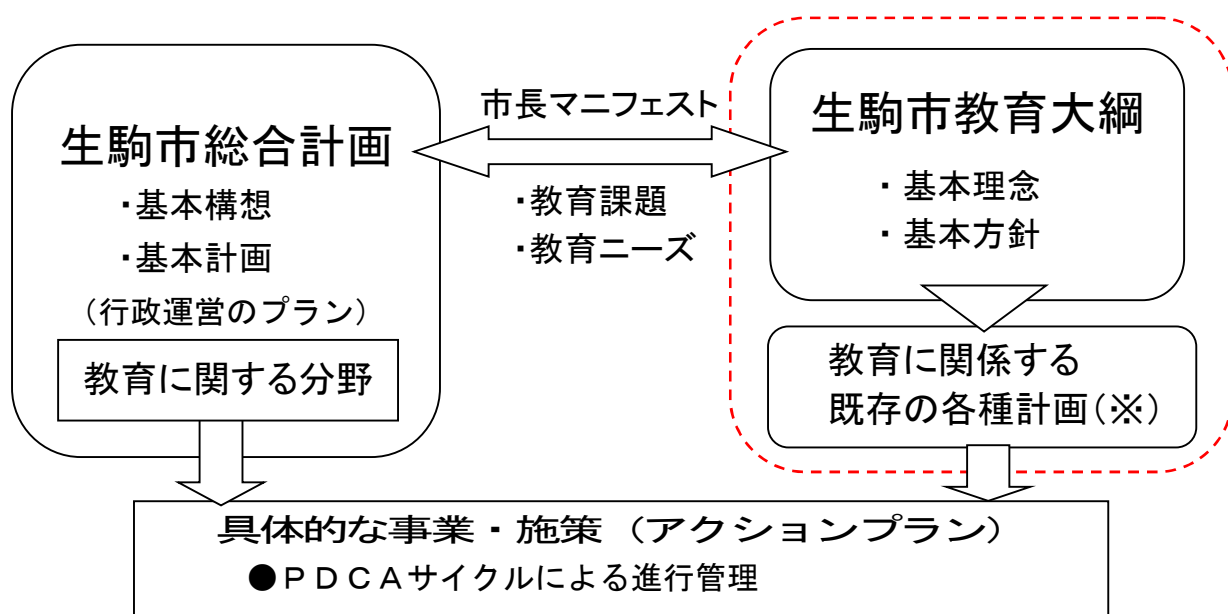 生駒市総合計画
・基本構想
・基本計画
（行政運営のプラン）
教育に関する分野
市長マニフェスト
・教育課題
・教育ニーズ
生駒市教育大綱
・基本理念
・基本方針
教育に関係する
既存の各種計画（※）
具体的な事業・施策（アクションプラン）
●ＰＤＣＡサイクルによる進行管理